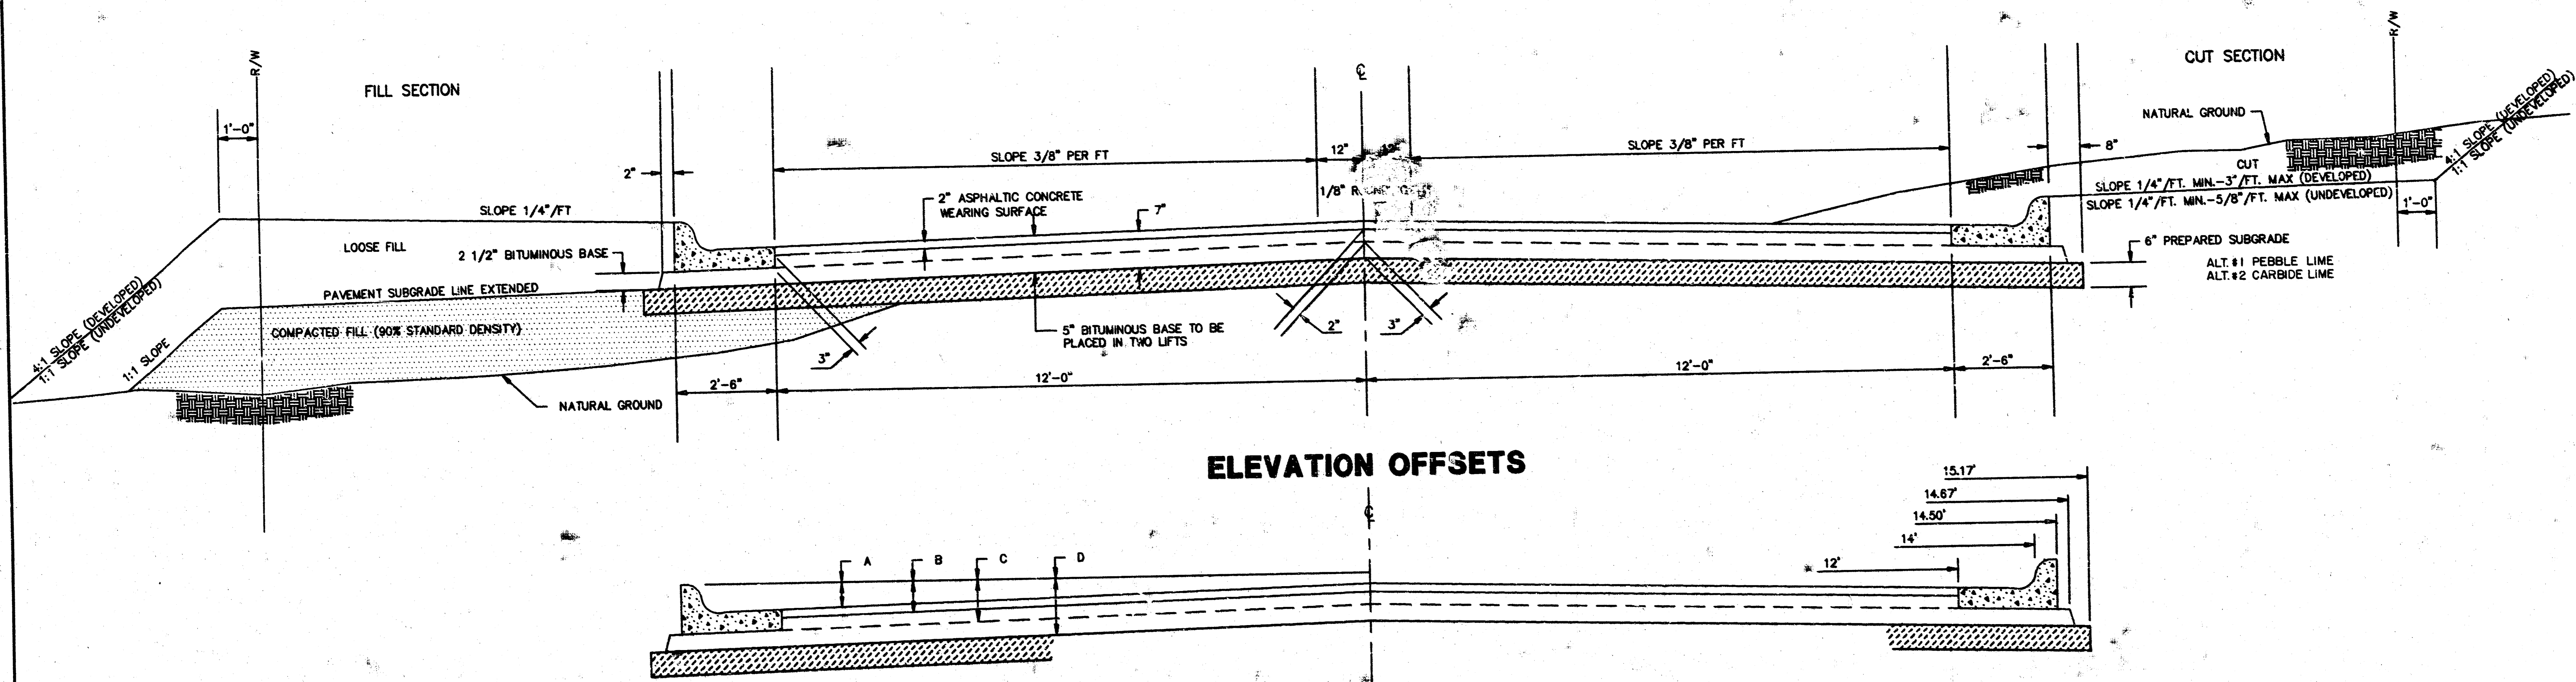 R/W
FILL SECTION
1'-0"
2"
SLOPE 1/4"/FT
LOOSE FILL
2 1/2" BITUMINOUS BASE
PAVEMENT SUBGRADE LINE EXTENDED
COMPACTED FILL (90% STANDARD DENSITY)
4:1 SLOPE (DEVELOPED)
1:1 SLOPE (UNDEVELOPED)
1:1 SLOPE
NATURAL GROUND
SLOPE 3/8" PER FT
2" ASPHALTIC CONCRETE
WEARING SURFACE
7"
12"
℄
12"
1/8"
SLOPE 3/8" PER FT
5" BITUMINOUS BASE TO BE
PLACED IN TWO LIFTS
3"
2"
3"
2'-6"
12'-0"
12'-0"
2'-6"
CUT SECTION
R/W
NATURAL GROUND
8"
CUT
SLOPE 1/4"/FT. MIN.-3"/FT. MAX (DEVELOPED)
SLOPE 1/4"/FT. MIN.-5/8"/FT. MAX (UNDEVELOPED)
1'-0"
4:1 SLOPE (DEVELOPED)
1:1 SLOPE (UNDEVELOPED)
6" PREPARED SUBGRADE
ALT.#1 PEBBLE LIME
ALT.#2 CARBIDE LIME
ELEVATION OFFSETS
℄
A
B
C
D
15.17'
14.67'
14.50'
14'
12'